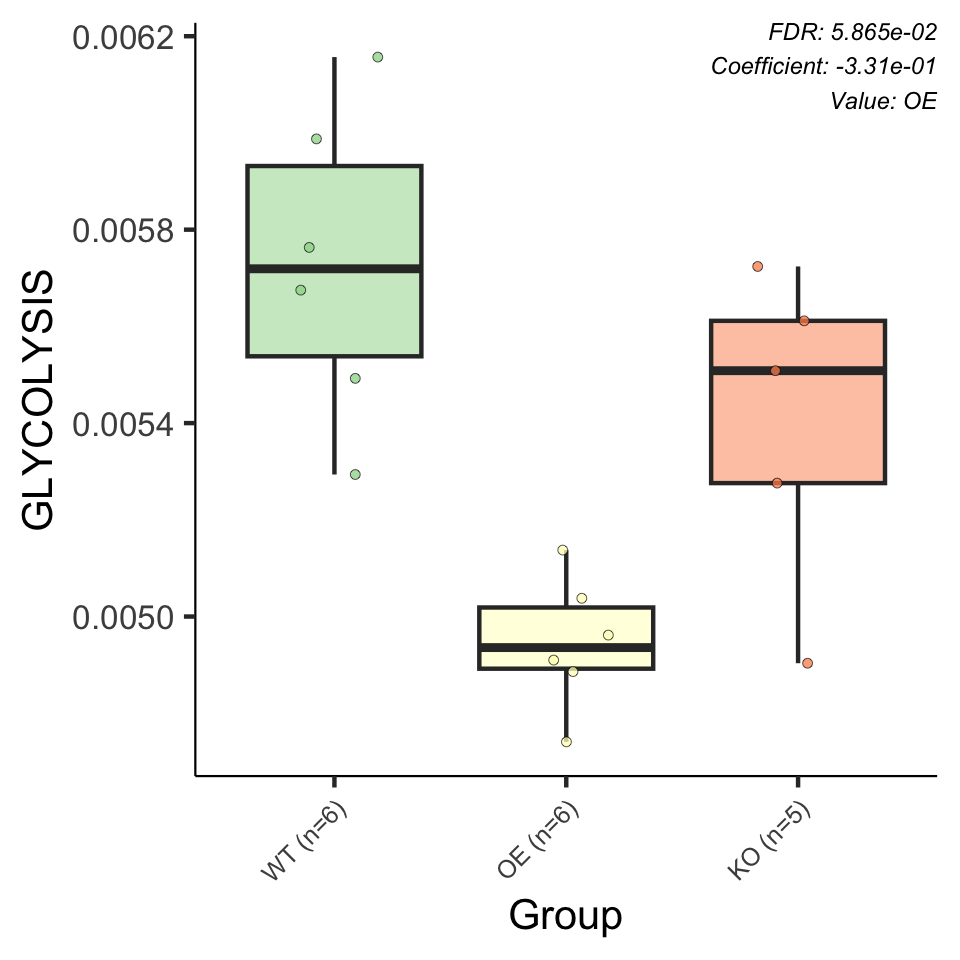 FDR: 5.865e-02
Coefficient: -3.31e-01
Value: OE
GLYCOLYSIS
0.0062
0.0058
0.0054
0.0050
WT (n=6)
OE (n=6)
KO (n=5)
Group